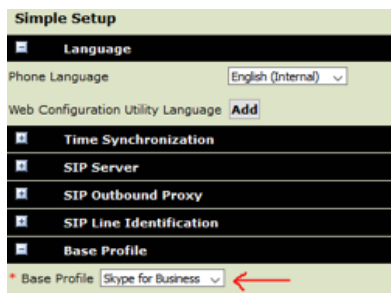 Simple Setup
Language
Phone Language English (Internal)
Web Configuration Utility Language Add
Time Synchronization
SIP Server
SIP Outbound Proxy
SIP Line Identification
Base Profile
* Base Profile Skype for Business